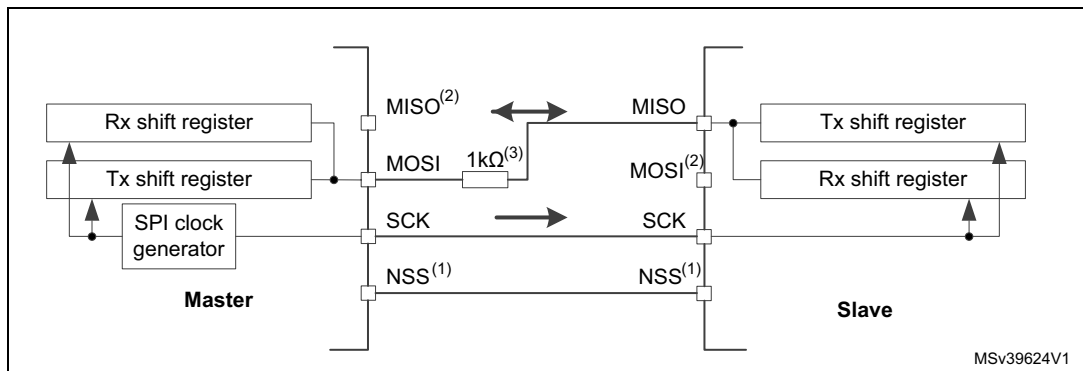 MISO(2)
MISO
Rx shift register
Tx shift register
MOSI
1kΩ(3)
MOSI(2)
Tx shift register
Rx shift register
SPI clock
generator
SCK
SCK
NSS(1)
NSS(1)
Master
Slave
MSv39624V1